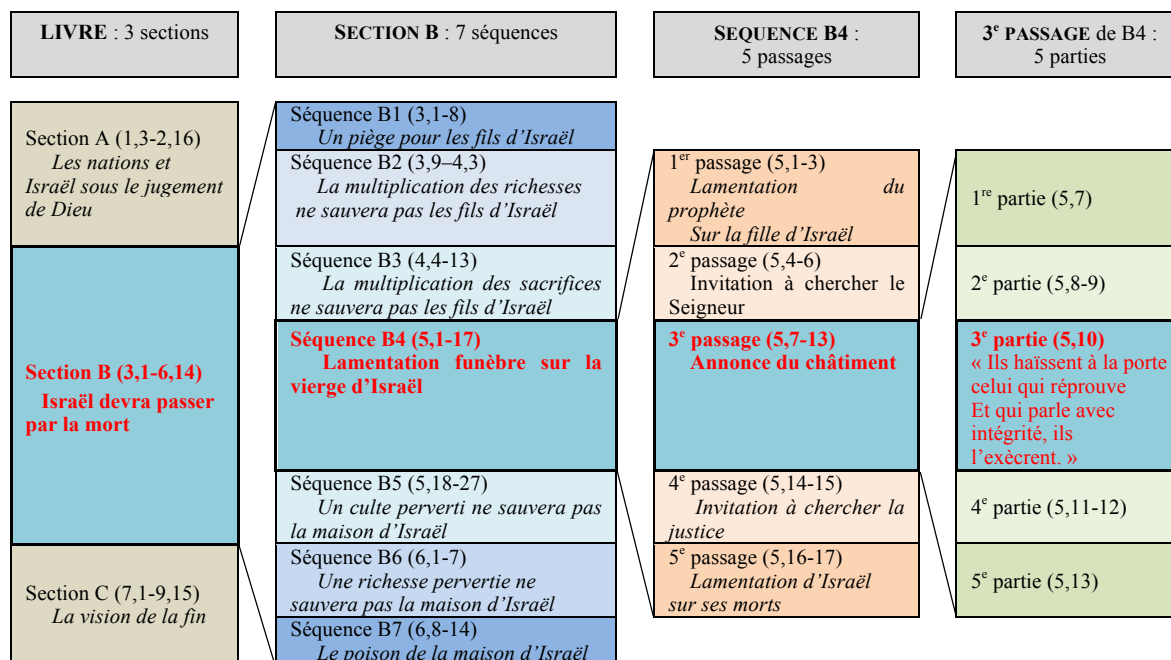 LIVRE : 3 sections
SECTION B : 7 séquences
SEQUENCE B4 :
5 passages
3e PASSAGE de B4 :
5 parties
Section A (1,3-2,16)
Les nations et
Israël sous le jugement
de Dieu
Section B (3,1-6,14)
Israël devra passer
par la mort
Section C (7,1-9,15)
La vision de la fin
Séquence B1 (3,1-8)
Un piège pour les fils d’Israël
Séquence B2 (3,9–4,3)
La multiplication des richesses
ne sauvera pas les fils d’Israël
Séquence B3 (4,4-13)
La multiplication des sacrifices
ne sauvera pas les fils d’Israël
Séquence B4 (5,1-17)
Lamentation funèbre sur la
vierge d’Israël
Séquence B5 (5,18-27)
Un culte perverti ne sauvera pas
la maison d’Israël
Séquence B6 (6,1-7)
Une richesse pervertie ne
sauvera pas la maison d’Israël
Séquence B7 (6,8-14)
Le poison de la maison d’Israël
1er passage (5,1-3)
Lamentation du
prophète
Sur la fille d’Israël
2e passage (5,4-6)
Invitation à chercher le
Seigneur
3e passage (5,7-13)
Annonce du châtiment
4e passage (5,14-15)
Invitation à chercher la
justice
5e passage (5,16-17)
Lamentation d’Israël
sur ses morts
1re partie (5,7)
2e partie (5,8-9)
3e partie (5,10)
« Ils haïssent à la porte
celui qui réprouve
Et qui parle avec
intégrité, ils
l’exècrent. »
4e partie (5,11-12)
5e partie (5,13)